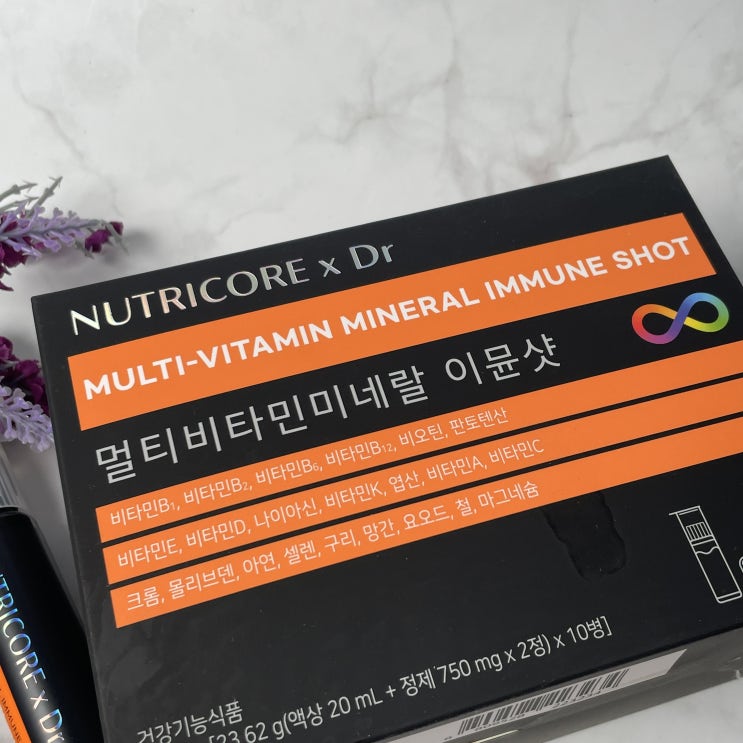 NUTRICORE x Dr
MULTI-VITAMIN MINERAL IMMUNE SHOT
멀티비타민미네랄 이뮨샷
비타민B1, 비타민B2, 비타민B6, 비타민B12, 비오틴, 판토텐산
비타민E, 비타민D, 나이아신, 비타민K, 엽산, 비타민A, 비타민C
크롬, 몰리브덴, 아연, 셀렌, 구리, 망간, 요오드, 철, 마그네슘
건강기능식품
23.62 g(액상 20 mL + 정제 750 mg x 2정) x 10병]
NUTRICORE x Dr